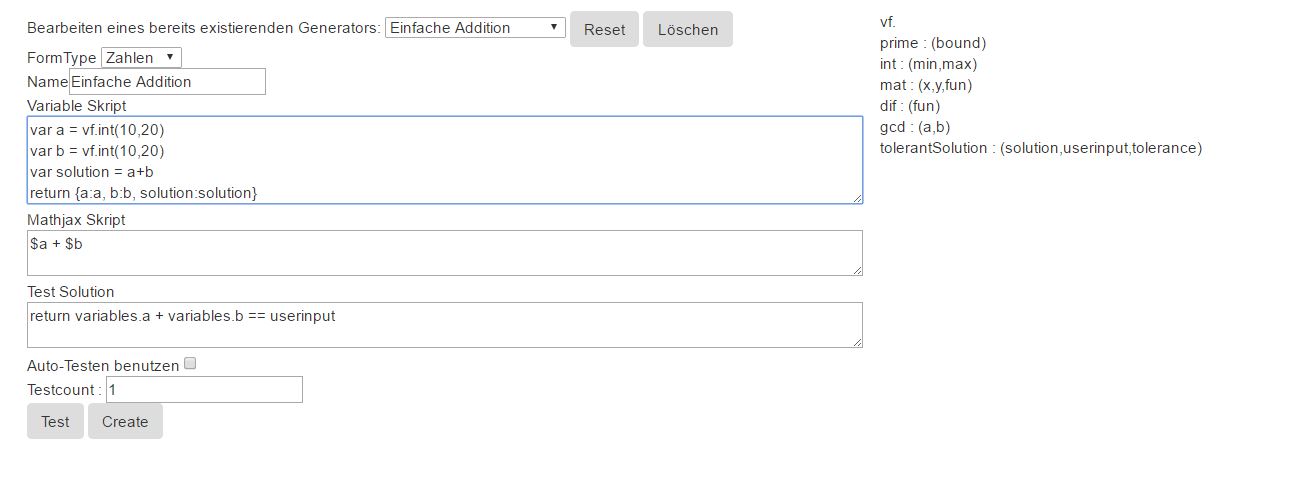 Bearbeiten eines bereits existierenden Generators: Einfache Addition Reset Löschen
FormType Zahlen
Name Einfache Addition
Variable Skript
var a = vf.int(10,20)
var b = vf.int(10,20)
var solution = a+b
return {a:a, b:b, solution:solution}
Mathjax Skript
$a + $b
Test Solution
return variables.a + variables.b == userinput
Auto-Testen benutzen
Testcount : 1
Test Create
vf.
prime : (bound)
int : (min,max)
mat : (x,y,fun)
dif : (fun)
gcd : (a,b)
tolerantSolution : (solution,userinput,tolerance)